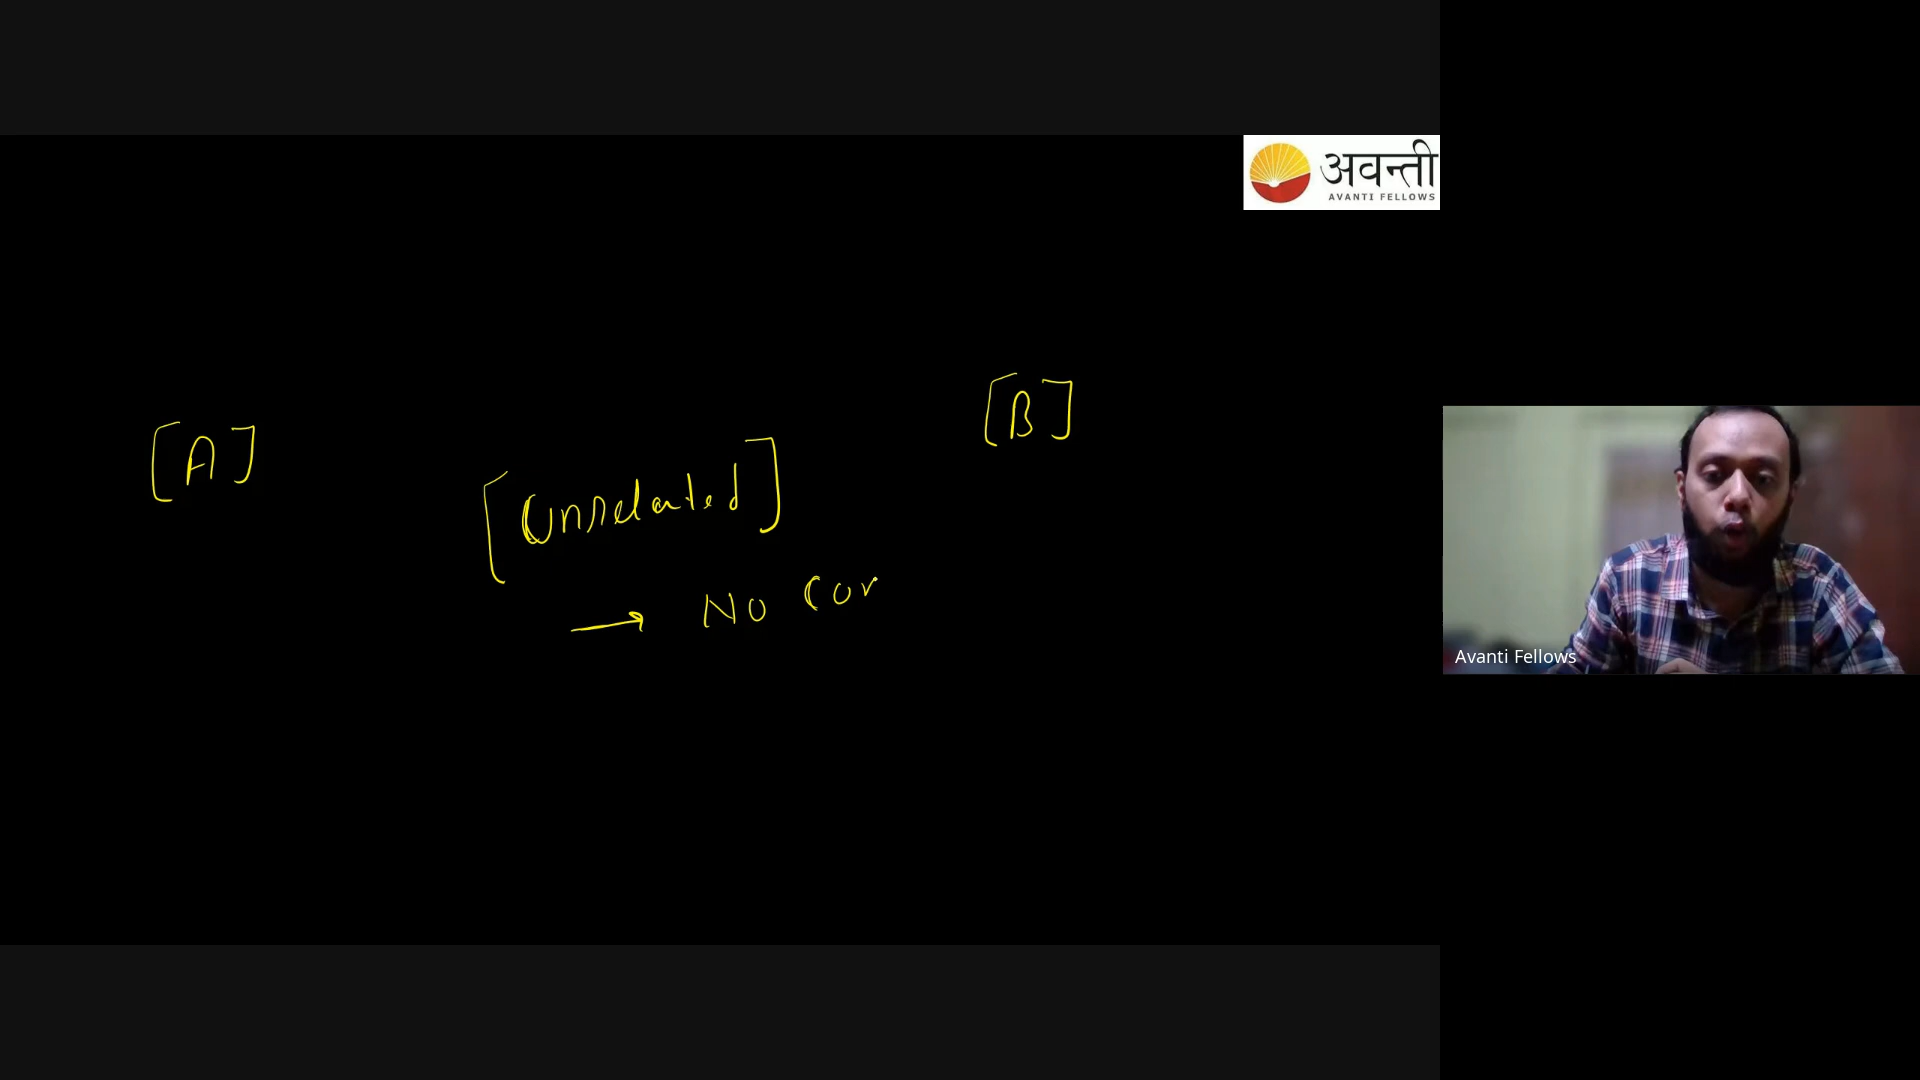 अवन्ती
AVANTI FELLOWS
[A]
[B]
[Unrelated]
→ No Cor
Avanti Fellows